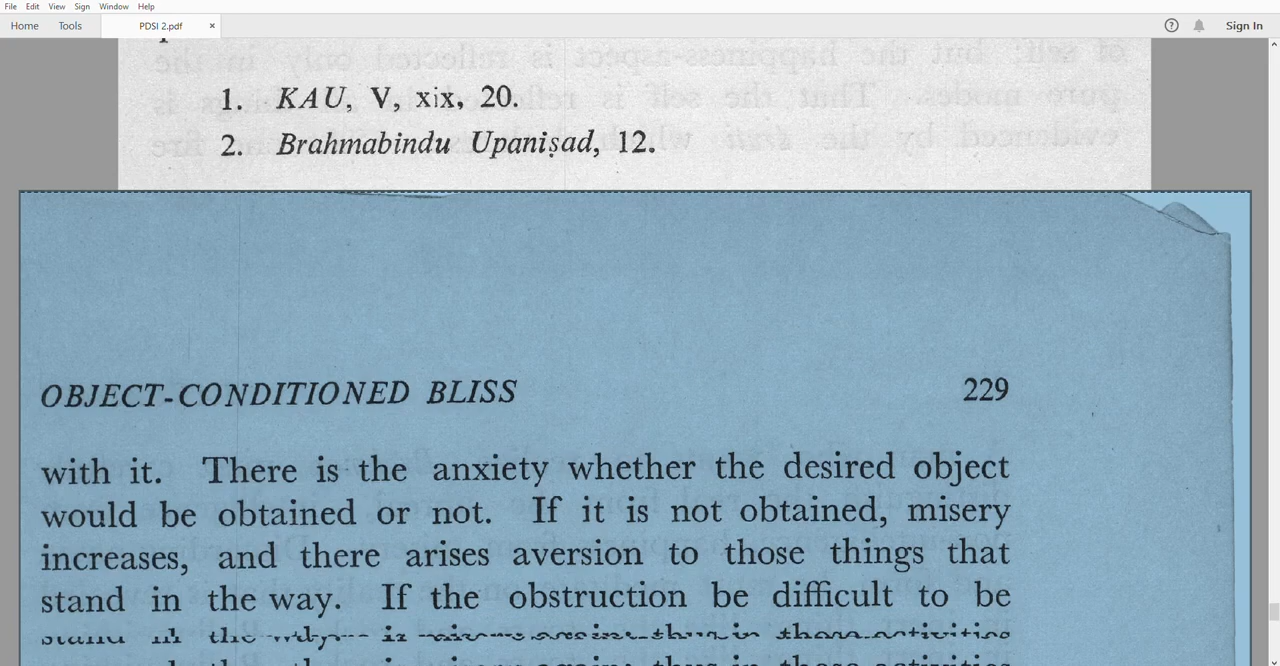 File Edit View Sign Window Help
Home Tools PDSI 2.pdf × Sign In
1. KAU, V, xix, 20.
2. Brahmabindu Upaniṣad, 12.
OBJECT-CONDITIONED BLISS 229
with it. There is the anxiety whether the desired object
would be obtained or not. If it is not obtained, misery
increases, and there arises aversion to those things that
stand in the way. If the obstruction be difficult to be